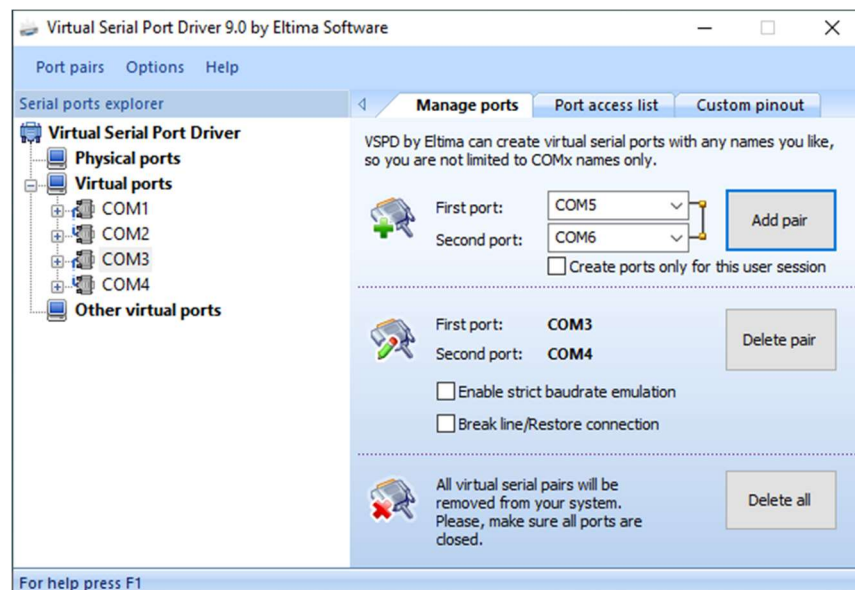 Virtual Serial Port Driver 9.0 by Eltima Software
Port pairs Options Help
Serial ports explorer
Virtual Serial Port Driver
Physical ports
Virtual ports
COM1
COM2
COM3
COM4
Other virtual ports
Manage ports Port access list Custom pinout
VSPD by Eltima can create virtual serial ports with any names you like,
so you are not limited to COMx names only.
First port: COM5
Second port: COM6
Add pair
Create ports only for this user session
First port: COM3
Second port: COM4
Delete pair
Enable strict baudrate emulation
Break line/Restore connection
All virtual serial pairs will be
removed from your system.
Please, make sure all ports are
closed.
Delete all
For help press F1